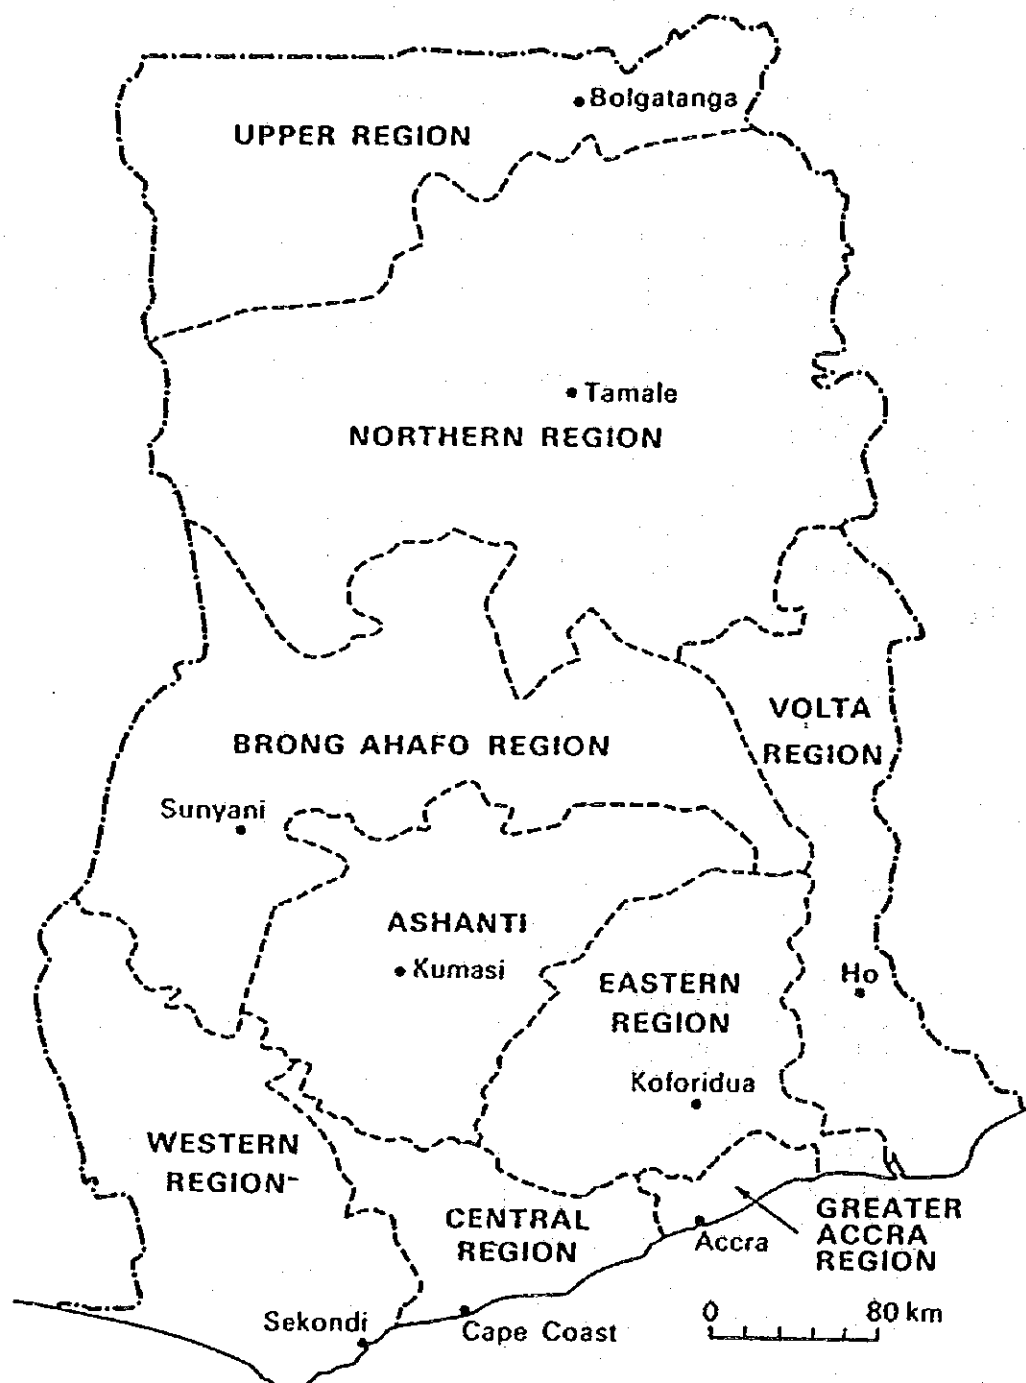 Bolgatanga
UPPER REGION
Tamale
NORTHERN REGION
VOLTA
REGION
BRONG AHAFO REGION
Sunyani
ASHANTI
Kumasi
EASTERN
REGION
Ho
Koforidua
WESTERN
REGION
CENTRAL
REGION
Accra
GREATER
ACCRA
REGION
Sekondi
Cape Coast
0 80 km